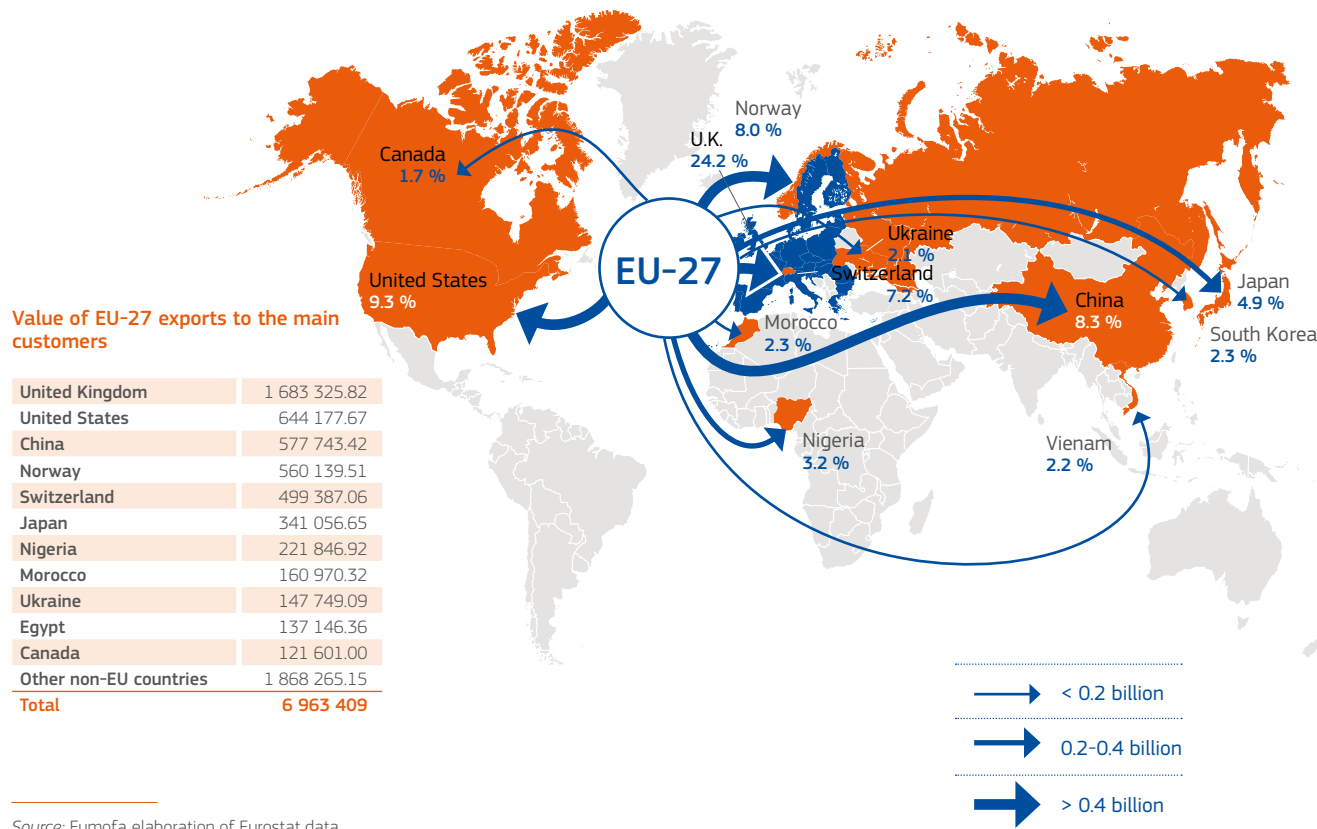 Norway
8.0 %
U.K.
24.2 %
Canada
1.7 %
Ukraine
2.1 %
EU-27
Switzerland
7.2 %
United States
9.3 %
China
8.3 %
Japan
4.9 %
South Korea
2.3 %
Morocco
2.3 %
Nigeria
3.2 %
Vienam
2.2 %
Value of EU-27 exports to the main
customers
United Kingdom 1 683 325.82
United States 644 177.67
China 577 743.42
Norway 560 139.51
Switzerland 499 387.06
Japan 341 056.65
Nigeria 221 846.92
Morocco 160 970.32
Ukraine 147 749.09
Egypt 137 146.36
Canada 121 601.00
Other non-EU countries 1 868 265.15
Total 6 963 409
< 0.2 billion
0.2-0.4 billion
> 0.4 billion
Source: Eumofa elaboration of Eurostat data